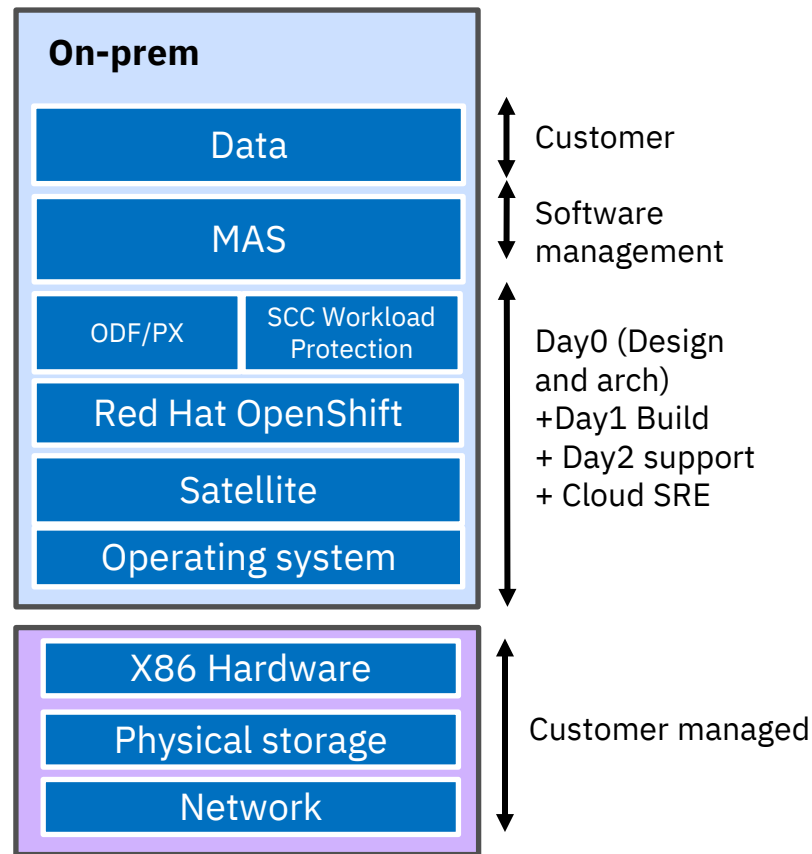 On-prem
Data
Customer
MAS
Software
management
ODF/PX
SCC Workload
Protection
Day0 (Design
and arch)
+Day1 Build
+ Day2 support
+ Cloud SRE
Red Hat OpenShift
Satellite
Operating system
X86 Hardware
Physical storage
Network
Customer managed